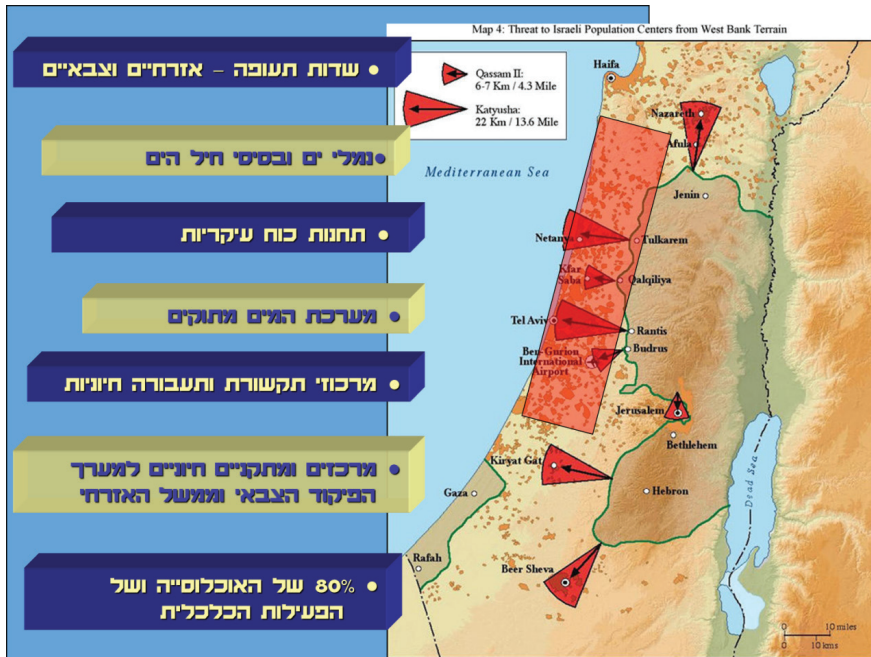 • שדות תעופה – אזרחיים וצבאיים
• נמלי ים ובסיסי חיל הים
• תחנות כוח עיקריות
• מערכת המים מתוקים
• מרכוזי תקשורת ותעבורה חיוניות
• מרכזים ומתקניים חיוניים למערך
הפיקוד הצבאי וממשל האזרחי
• 80% של האוכלוסייה ושל
הפעילות הכלכלית
Map 4: Threat to Israeli Population Centers from West Bank Terrain
Qassam II:
6-7 Km / 4.3 Mile
Katyusha:
22 Km / 13.6 Mile
Haifa
Nazareth
Afula
Mediterranean Sea
Jenin
Netanya
Tulkarem
Kfar
Saba
Qalqiliya
Tel Aviv
Rantis
Budrus
Ben-Gurion
International
Airport
Jerusalem
Bethlehem
Kiryat Gat
Gaza
Hebron
Dead Sea
Rafah
Beer Sheva
0 10 miles
0 10 kms